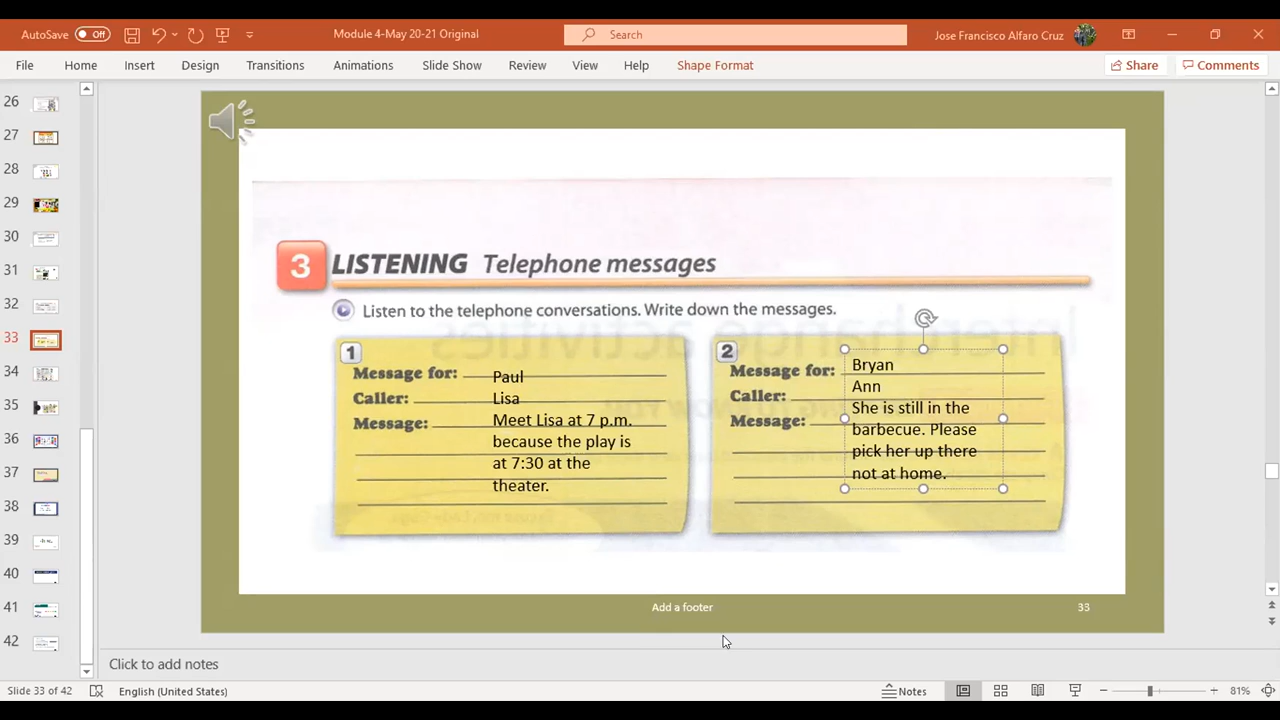 AutoSave Off Module 4-May 20-21 Original Search Jose Francisco Alfaro Cruz
File Home Insert Design Transitions Animations Slide Show Review View Help Shape Format Share Comments
26
27
28
29
30
31
32
33
34
35
36
37
38
39
40
41
42
3 LISTENING Telephone messages
Listen to the telephone conversations. Write down the messages.
1
Message for: Paul
Caller: Lisa
Message: Meet Lisa at 7 p.m.
because the play is
at 7:30 at the
theater.
2
Message for: Bryan
Caller: Ann
Message: She is still in the
barbecue. Please
pick her up there
not at home.
Add a footer 33
Click to add notes
Slide 33 of 42 English (United States) Notes 81%